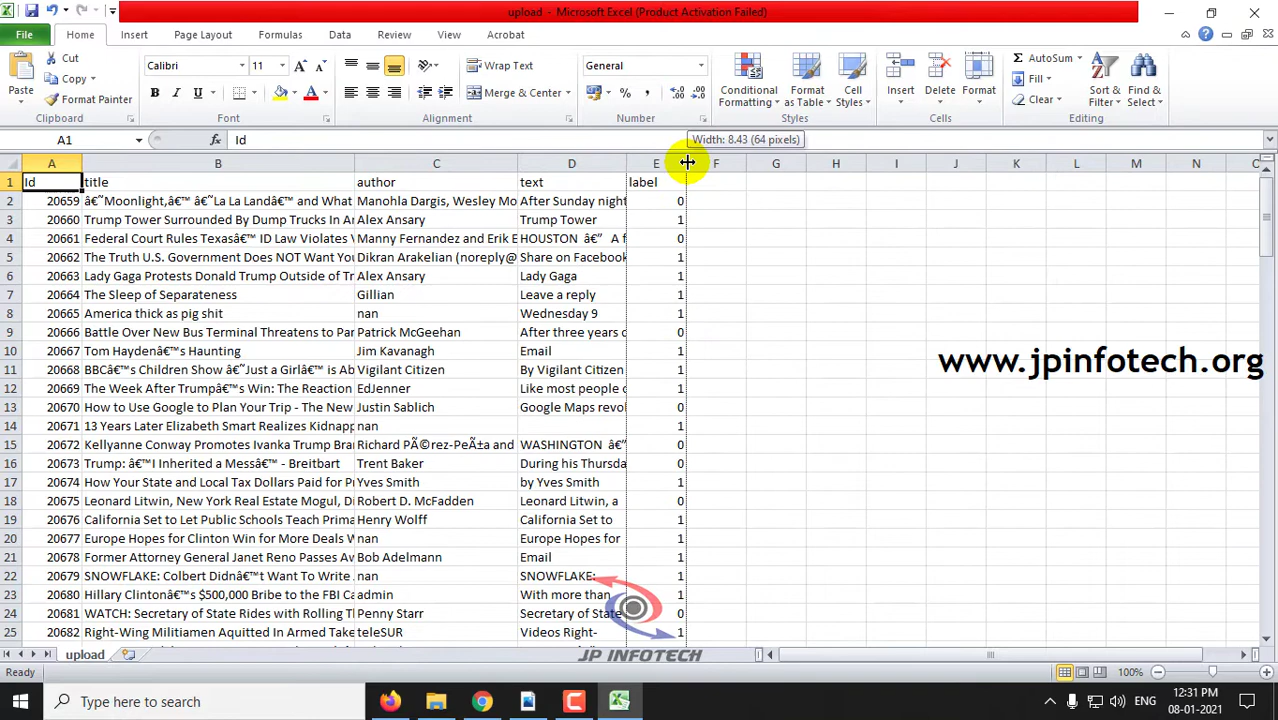 upload - Microsoft Excel (Product Activation Failed)
File Home Insert Page Layout Formulas Data Review View Acrobat
Paste Cut Copy Format Painter Clipboard
Calibri 11 B I U A Font
Wrap Text Merge & Center Alignment
General % , Number
Conditional Formatting Format as Table Cell Styles Styles
Insert Delete Format Cells
Σ AutoSum Fill Clear Sort & Filter Find & Select Editing
A1 fx Id
Width: 8.43 (64 pixels)
A B C D E F G H I J K L M N
1 Id title author text label
2 20659 â€˜Moonlight,â€™ â€˜La La Landâ€™ and What Manohla Dargis, Wesley Mo After Sunday night 0
3 20660 Trump Tower Surrounded By Dump Trucks In An Alex Ansary Trump Tower 1
4 20661 Federal Court Rules Texasâ€™ ID Law Violates V Manny Fernandez and Erik E HOUSTON â€” A f 0
5 20662 The Truth U.S. Government Does NOT Want You Dikran Arakelian (noreply@ Share on Facebook 1
6 20663 Lady Gaga Protests Donald Trump Outside of Tr Alex Ansary Lady Gaga 1
7 20664 The Sleep of Separateness Gillian Leave a reply 1
8 20665 America thick as pig shit nan Wednesday 9 1
9 20666 Battle Over New Bus Terminal Threatens to Par Patrick McGeehan After three years o 0
10 20667 Tom Haydenâ€™s Haunting Jim Kavanagh Email 1
11 20668 BBCâ€™s Children Show â€˜Just a Girlâ€™ is Ab Vigilant Citizen By Vigilant Citizen 1
12 20669 The Week After Trumpâ€™s Win: The Reaction EdJenner Like most people 1
13 20670 How to Use Google to Plan Your Trip - The New Justin Sablich Google Maps revol 0
14 20671 13 Years Later Elizabeth Smart Realizes Kidnapp nan 1
15 20672 Kellyanne Conway Promotes Ivanka Trump Bran Richard PÃ©rez-PeÃ±a and WASHINGTON â€” 0
16 20673 Trump: â€˜I Inherited a Messâ€™ - Breitbart Trent Baker During his Thursda 0
17 20674 How Your State and Local Tax Dollars Paid for P Yves Smith by Yves Smith 1
18 20675 Leonard Litwin, New York Real Estate Mogul, Di Robert D. McFadden Leonard Litwin, a 0
19 20676 California Set to Let Public Schools Teach Prima Henry Wolff California Set to 1
20 20677 Europe Hopes for Clinton Win for More Deals W nan Europe Hopes for 1
21 20678 Former Attorney General Janet Reno Passes Aw Bob Adelmann Email 1
22 20679 SNOWFLAKE: Colbert Didnâ€™t Want To Write nan SNOWFLAKE: 1
23 20680 Hillary Clintonâ€™s $500,000 Bribe to the FBI Ca admin With more than 1
24 20681 WATCH: Secretary of State Rides with Rolling Th Penny Starr Secretary of State 0
25 20682 Right-Wing Militiamen Aquitted In Armed Take teleSUR Videos Right- 1
www.jpinfotech.org
JP INFOTECH
upload
Ready 100%
Type here to search
ENG 12:31 PM
08-01-2021